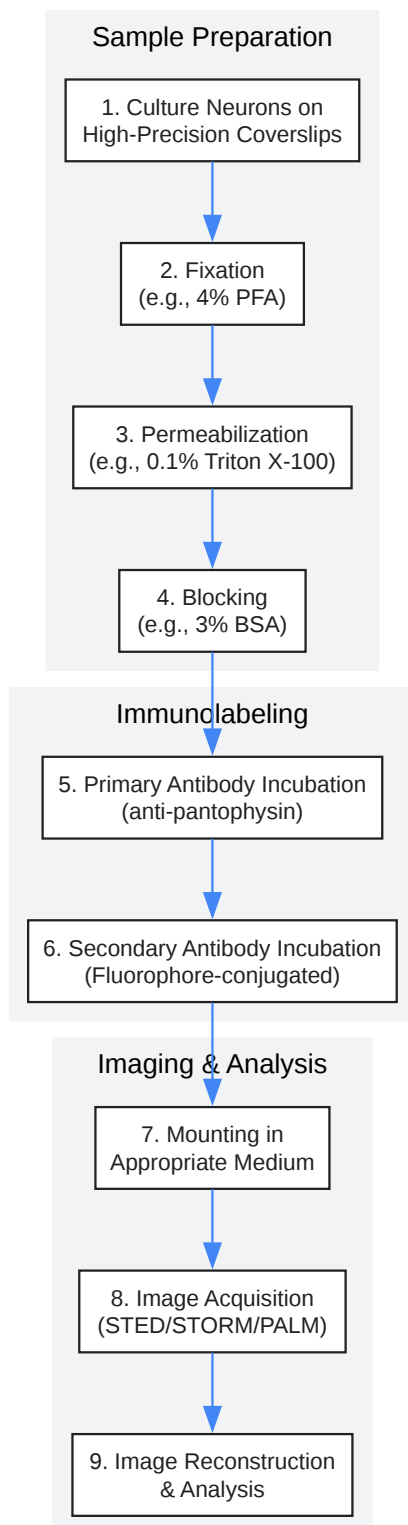 Sample Preparation
1. Culture Neurons on
High-Precision Coverslips
2. Fixation
(e.g., 4% PFA)
3. Permeabilization
(e.g., 0.1% Triton X-100)
4. Blocking
(e.g., 3% BSA)
Immunolabeling
5. Primary Antibody Incubation
(anti-pantophysin)
6. Secondary Antibody Incubation
(Fluorophore-conjugated)
Imaging & Analysis
7. Mounting in
Appropriate Medium
8. Image Acquisition
(STED/STORM/PALM)
9. Image Reconstruction
& Analysis